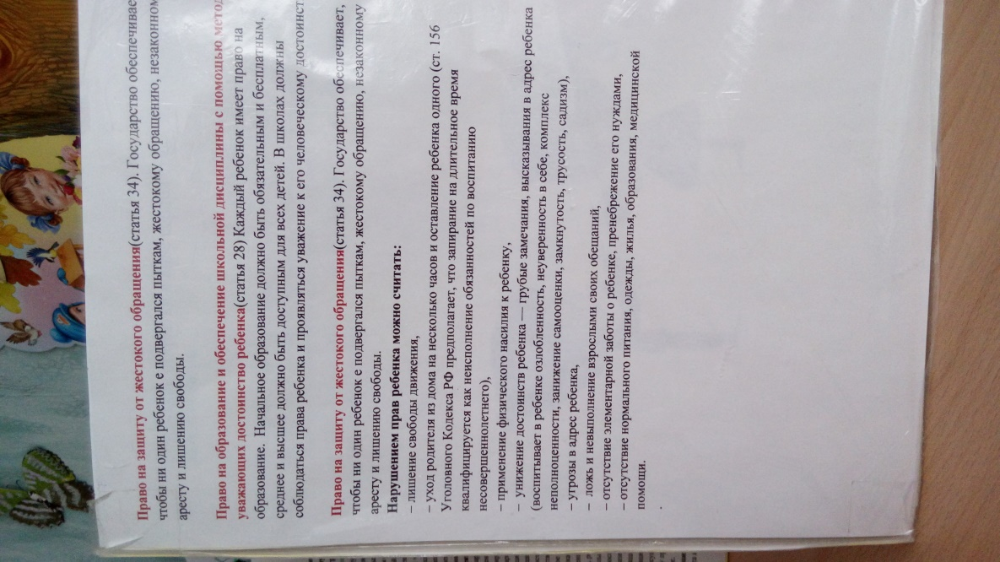 Право на защиту от жестокого обращения(статья 34). Государство обеспечивае
чтобы ни один ребенок е подвергался пыткам, жестокому обращению, незаконном
аресту и лишению свободы.
Право на образование и обеспечение школьной дисциплины с помощью метод
уважающих достоинство ребенка(статья 28) Каждый ребенок имеет право на
образование. Начальное образование должно быть обязательным и бесплатным,
среднее и высшее должно быть доступным для всех детей. В школах должны
соблюдаться права ребенка и проявляться уважение к его человеческому достоинст
Право на защиту от жестокого обращения(статья 34). Государство обеспечивает,
чтобы ни один ребенок е подвергался пыткам, жестокому обращению, незаконному
аресту и лишению свободы.
Нарушением прав ребенка можно считать:
– лишение свободы движения,
– уход родителя из дома на несколько часов и оставление ребенка одного (ст. 156
Уголовного Кодекса РФ предполагает, что запирание на длительное время
квалифицируется как неисполнение обязанностей по воспитанию
несовершеннолетнего),
– применение физического насилия к ребенку,
– унижение достоинств ребенка — грубые замечания, высказывания в адрес ребенка
(воспитывает в ребенке озлобленность, неуверенность в себе, комплекс
неполноценности, занижение самооценки, замкнутость, трусость, садизм),
– угрозы в адрес ребенка,
– ложь и невыполнение взрослыми своих обещаний,
– отсутствие элементарной заботы о ребенке, пренебрежение его нуждами,
– отсутствие нормального питания, одежды, жилья, образования, медицинской
помощи.
.